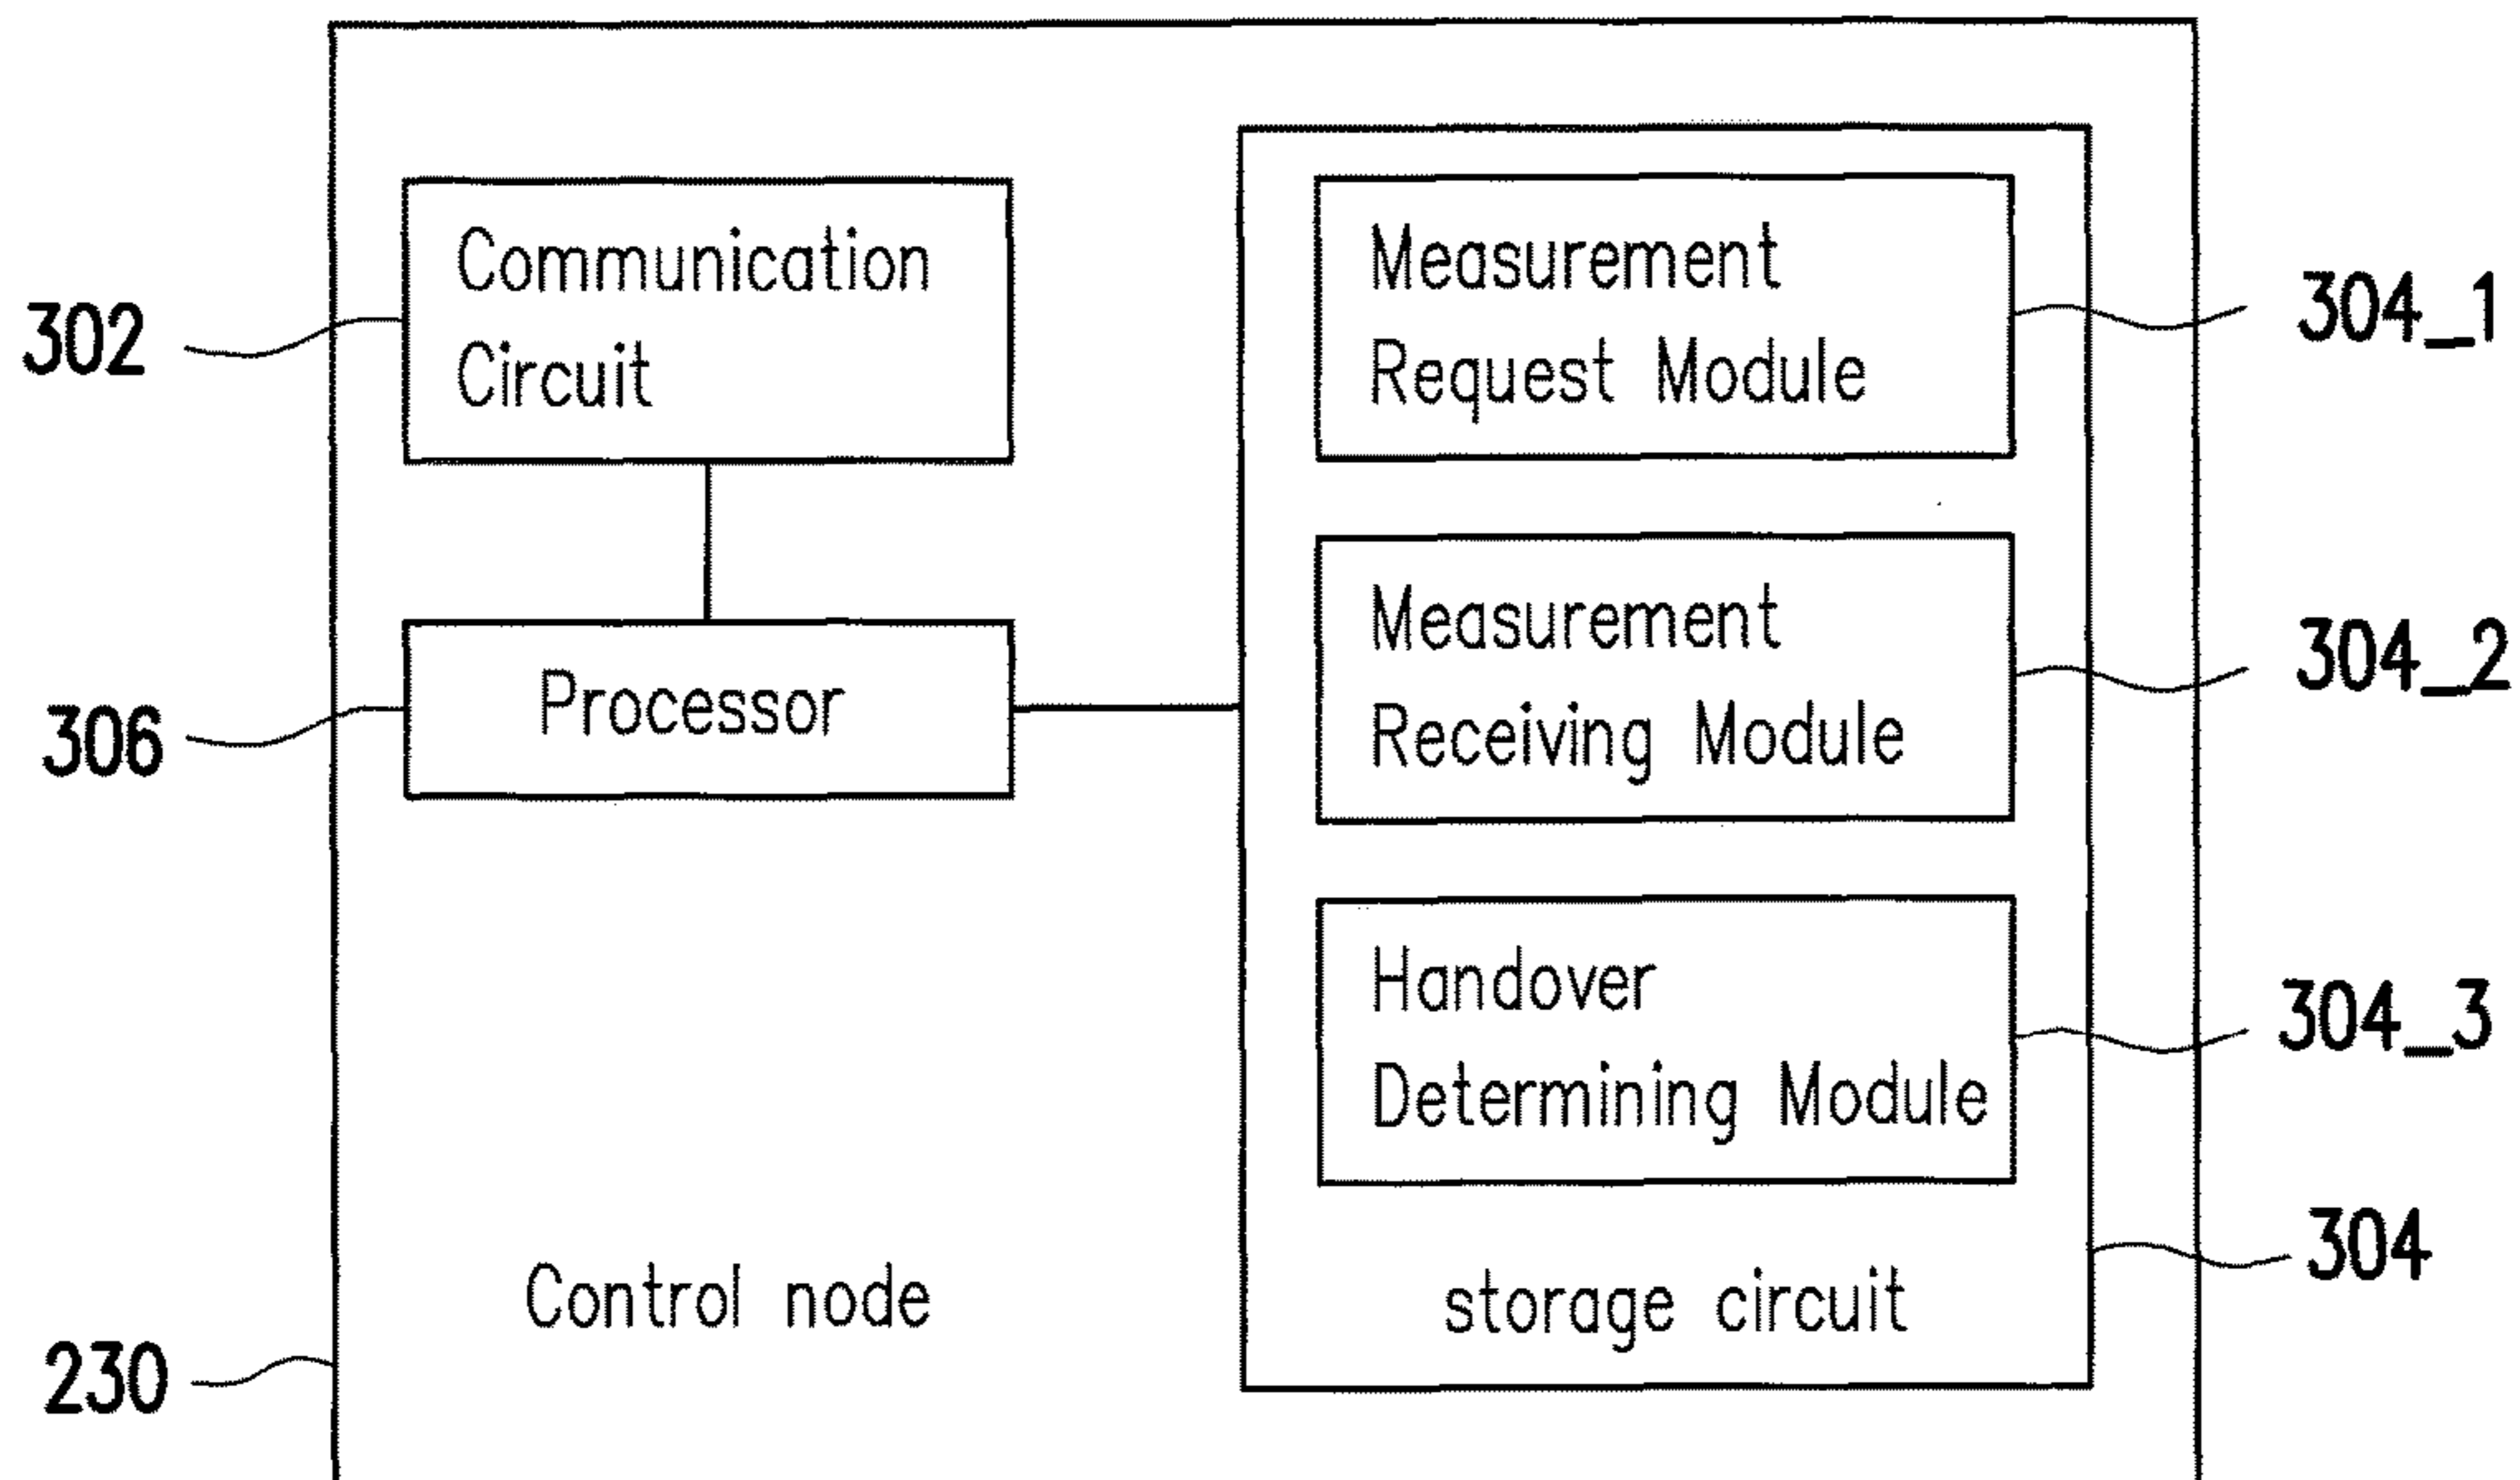 Communication
Circuit
302
Processor
306
Control node
230
Measurement
Request Module
304_1
Measurement
Receiving Module
304_2
Handover
Determining Module
304_3
storage circuit
304